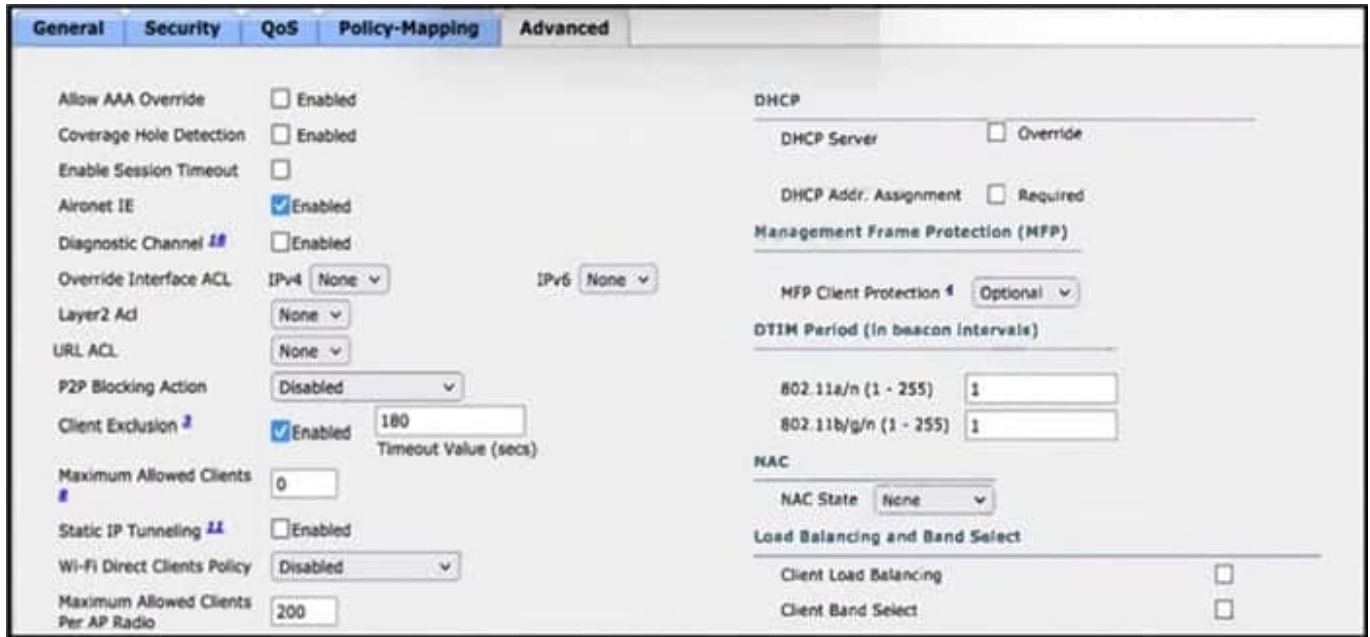 General Security QoS Policy-Mapping Advanced
Allow AAA Override Enabled
Coverage Hole Detection Enabled
Enable Session Timeout
Aironet IE Enabled
Diagnostic Channel 18 Enabled
Override Interface ACL IPv4 None IPv6 None
Layer2 Acl None
URL ACL None
P2P Blocking Action Disabled
Client Exclusion 3 Enabled 180
Timeout Value (secs)
Maximum Allowed Clients
8
0
Static IP Tunneling 11 Enabled
Wi-Fi Direct Clients Policy Disabled
Maximum Allowed Clients
Per AP Radio
200
DHCP
DHCP Server Override
DHCP Addr. Assignment Required
Management Frame Protection (MFP)
MFP Client Protection 4 Optional
DTIM Period (in beacon intervals)
802.11a/n (1 - 255) 1
802.11b/g/n (1 - 255) 1
NAC
NAC State None
Load Balancing and Band Select
Client Load Balancing
Client Band Select